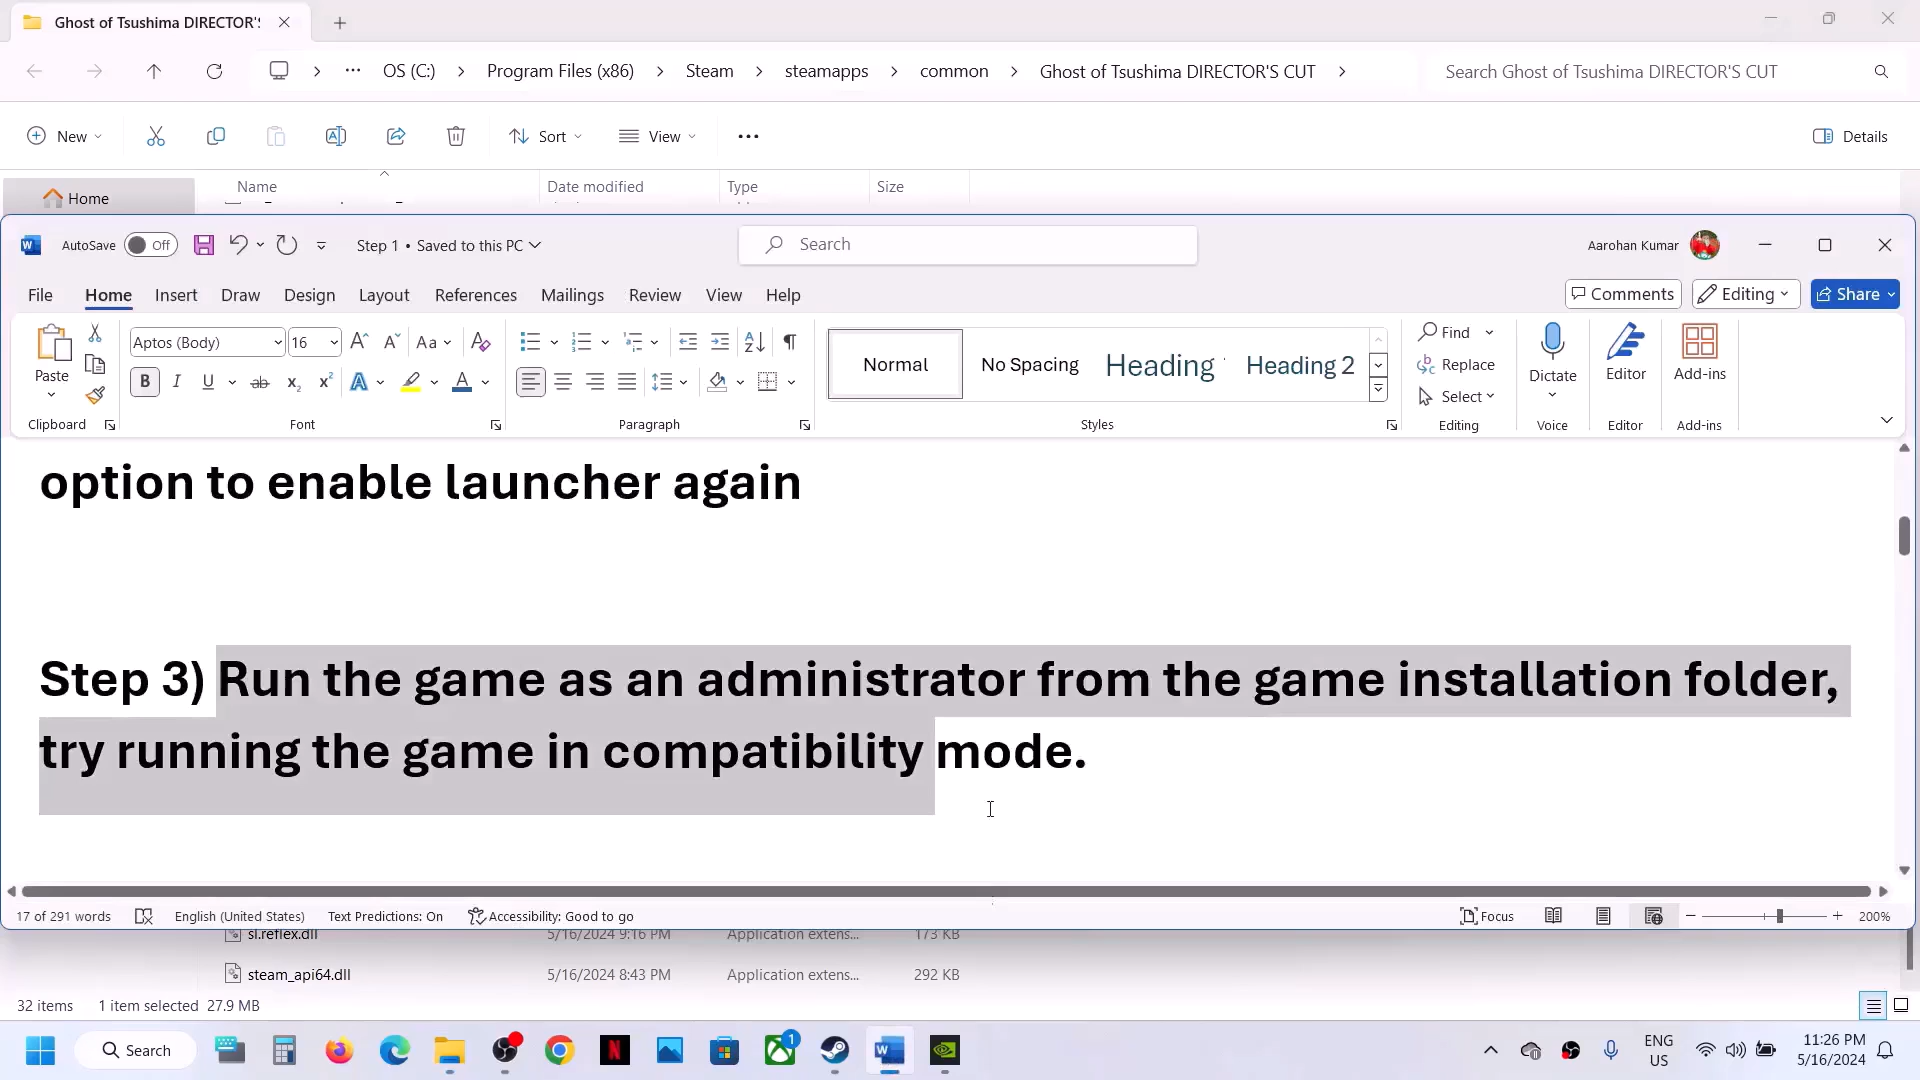 Ghost of Tsushima DIRECTOR'S
OS (C:) Program Files (x86) Steam steamapps common Ghost of Tsushima DIRECTOR'S CUT Search Ghost of Tsushima DIRECTOR'S CUT
New Sort View Details
Name Date modified Type Size
Home
AutoSave Off Step 1 • Saved to this PC Search Aarohan Kumar
File Home Insert Draw Design Layout References Mailings Review View Help Comments Editing Share
Aptos (Body) 16 Find
Paste Normal No Spacing Heading Heading 2 Replace Dictate Editor Add-ins
Select
Clipboard Font Paragraph Styles Editing Voice Editor Add-ins
option to enable launcher again
Step 3) Run the game as an administrator from the game installation folder,
try running the game in compatibility mode.
17 of 291 words English (United States) Text Predictions: On Accessibility: Good to go Focus 200%
sl.reflex.dll 5/16/2024 9:16 PM Application extens... 173 KB
steam_api64.dll 5/16/2024 8:43 PM Application extens... 292 KB
32 items 1 item selected 27.9 MB
Search 1 ENG US 11:26 PM
5/16/2024